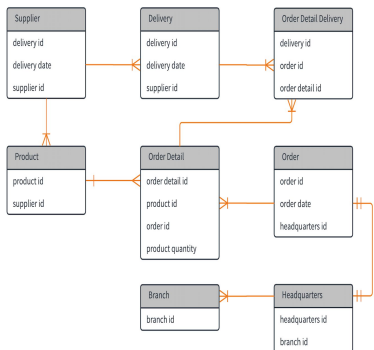 Supplier
delivery id
delivery date
supplier id
Delivery
delivery id
delivery date
supplier id
Order Detail Delivery
delivery id
order id
order detail id
Product
product id
supplier id
Order Detail
order detail id
product id
order id
product quantity
Order
order id
order date
headquarters id
Branch
branch id
Headquarters
headquarters id
branch id